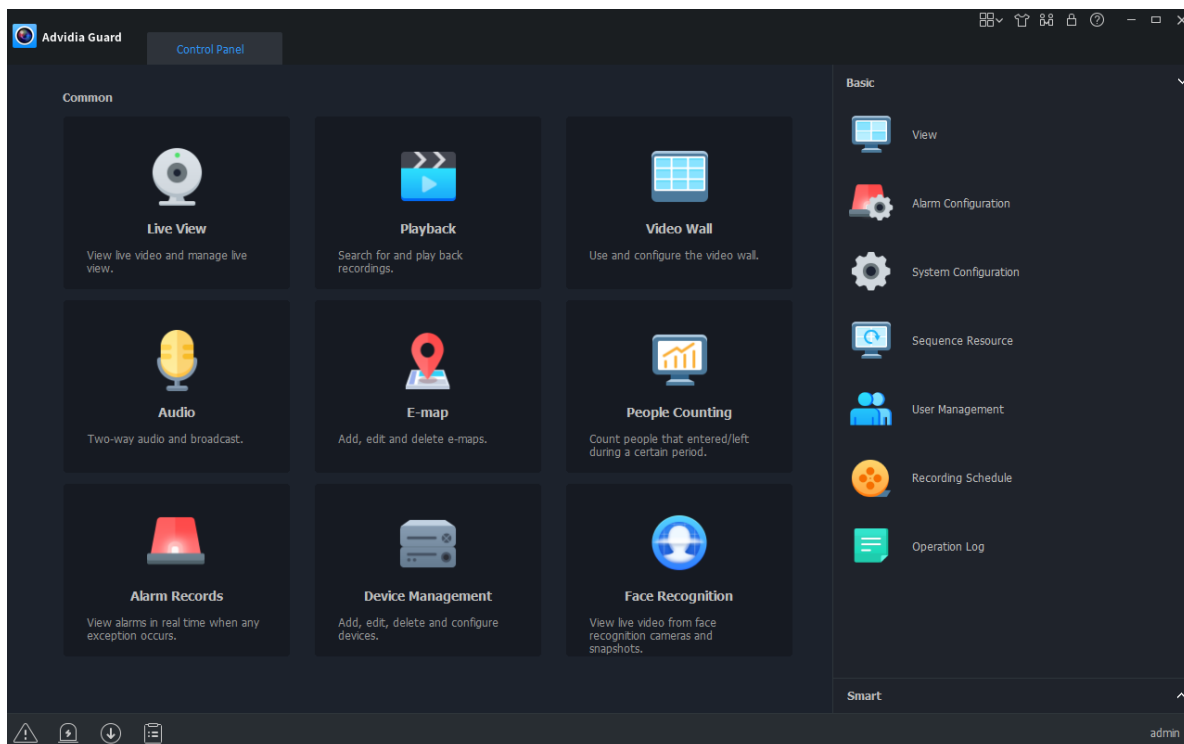 Advidia Guard
Control Panel
Common
Live View
View live video and manage live
view.
Playback
Search for and play back
recordings.
Video Wall
Use and configure the video wall.
Audio
Two-way audio and broadcast.
E-map
Add, edit and delete e-maps.
People Counting
Count people that entered/left
during a certain period.
Alarm Records
View alarms in real time when any
exception occurs.
Device Management
Add, edit, delete and configure
devices.
Face Recognition
View live video from face
recognition cameras and
snapshots.
Basic
View
Alarm Configuration
System Configuration
Sequence Resource
User Management
Recording Schedule
Operation Log
Smart
admin